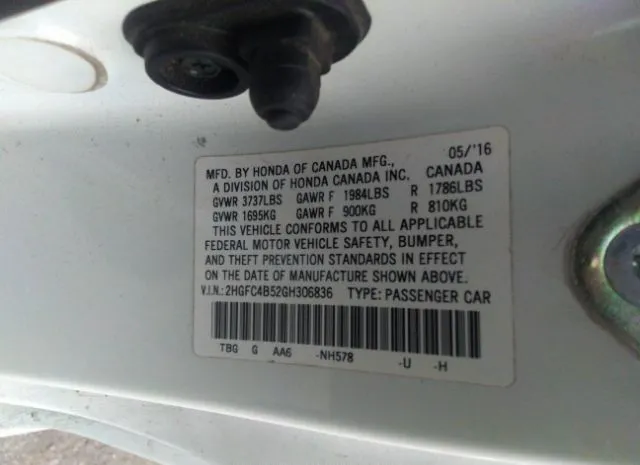 MFD. BY HONDA OF CANADA MFG., 05/'16
A DIVISION OF HONDA CANADA INC. CANADA
GVWR 3737LBS GAWR F 1984LBS R 1786LBS
GVWR 1695KG GAWR F 900KG R 810KG
THIS VEHICLE CONFORMS TO ALL APPLICABLE
FEDERAL MOTOR VEHICLE SAFETY, BUMPER,
AND THEFT PREVENTION STANDARDS IN EFFECT
ON THE DATE OF MANUFACTURE SHOWN ABOVE.
V.I.N.: 2HGFC4B52GH306836 TYPE: PASSENGER CAR
TBG G AA6 -NH578 -U -H